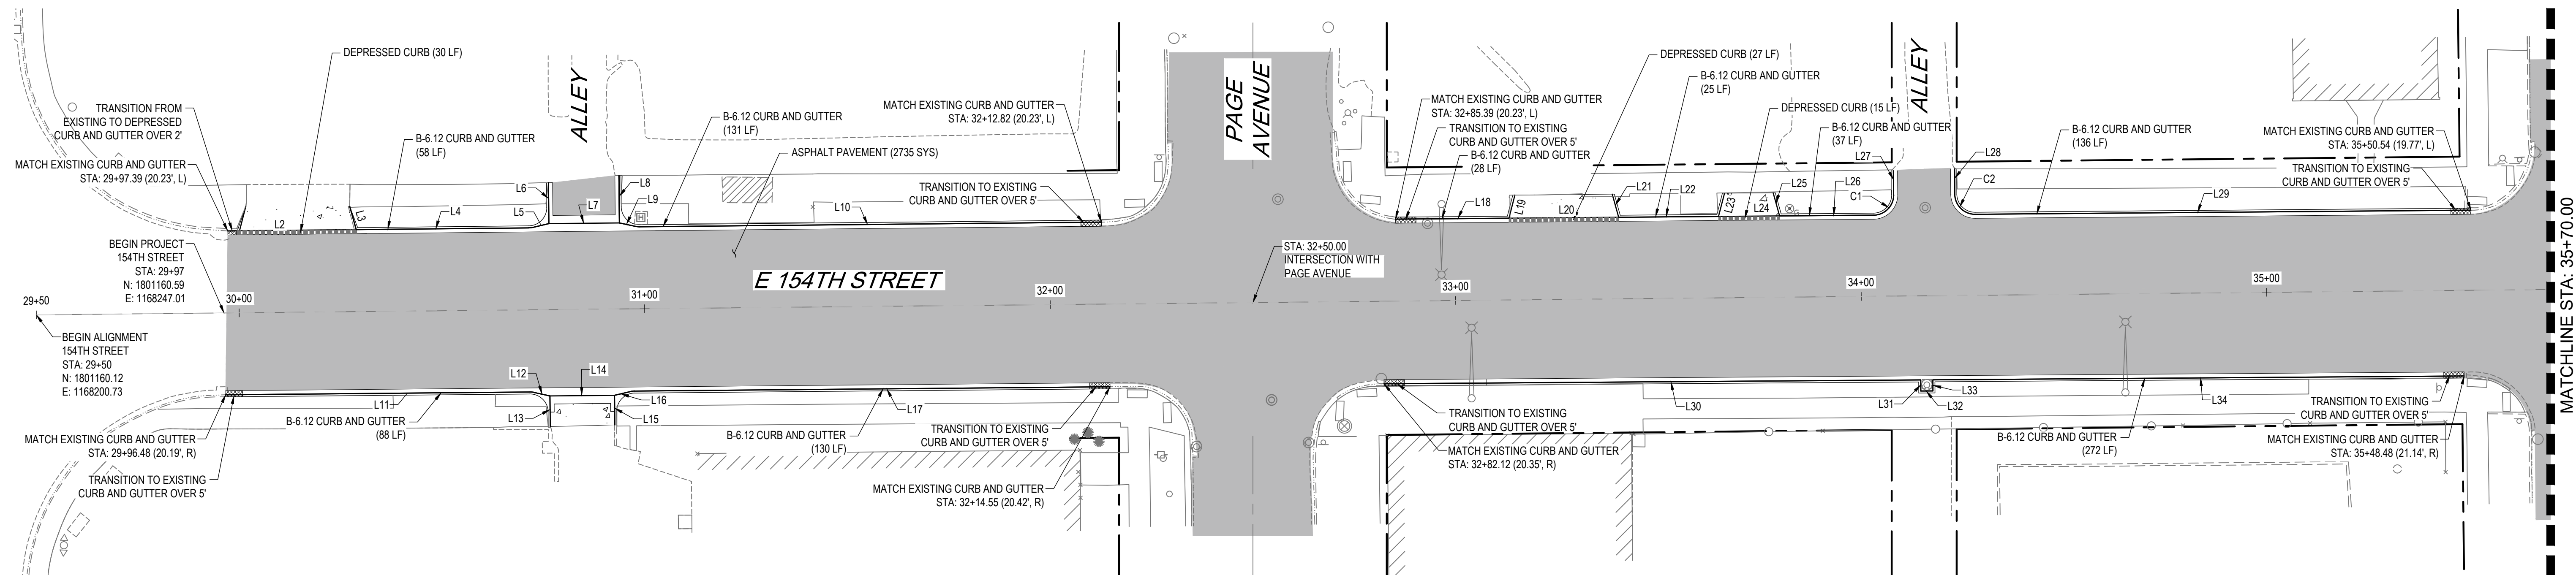 DEPRESSED CURB (30 LF)
TRANSITION FROM
EXISTING TO DEPRESSED
CURB AND GUTTER OVER 2'
MATCH EXISTING CURB AND GUTTER
STA: 29+97.39 (20.23', L)
B-6.12 CURB AND GUTTER
(58 LF)
ALLEY
B-6.12 CURB AND GUTTER
(131 LF)
MATCH EXISTING CURB AND GUTTER
STA: 32+12.82 (20.23', L)
ASPHALT PAVEMENT (2735 SYS)
TRANSITION TO EXISTING
CURB AND GUTTER OVER 5'
L2
L3
L4
L5
L6
L7
L8
L9
L10
PAGE
AVENUE
MATCH EXISTING CURB AND GUTTER
STA: 32+85.39 (20.23', L)
TRANSITION TO EXISTING
CURB AND GUTTER OVER 5'
B-6.12 CURB AND GUTTER
(28 LF)
DEPRESSED CURB (27 LF)
B-6.12 CURB AND GUTTER
(25 LF)
DEPRESSED CURB (15 LF)
B-6.12 CURB AND GUTTER
(37 LF)
ALLEY
L18
L19
L20
L21
L22
L23
L24
L25
L26
L27
C1
L28
C2
B-6.12 CURB AND GUTTER
(136 LF)
L29
MATCH EXISTING CURB AND GUTTER
STA: 35+50.54 (19.77', L)
TRANSITION TO EXISTING
CURB AND GUTTER OVER 5'
BEGIN PROJECT
154TH STREET
STA: 29+97
N: 1801160.59
E: 1168247.01
E 154TH STREET
STA: 32+50.00
INTERSECTION WITH
PAGE AVENUE
29+50
30+00
31+00
32+00
33+00
34+00
35+00
BEGIN ALIGNMENT
154TH STREET
STA: 29+50
N: 1801160.12
E: 1168200.73
MATCHLINE STA: 35+70.00
L11
L12
L13
L14
L15
L16
L17
B-6.12 CURB AND GUTTER
(88 LF)
MATCH EXISTING CURB AND GUTTER
STA: 29+96.48 (20.19', R)
TRANSITION TO EXISTING
CURB AND GUTTER OVER 5'
B-6.12 CURB AND GUTTER
(130 LF)
TRANSITION TO EXISTING
CURB AND GUTTER OVER 5'
MATCH EXISTING CURB AND GUTTER
STA: 32+14.55 (20.42', R)
TRANSITION TO EXISTING
CURB AND GUTTER OVER 5'
MATCH EXISTING CURB AND GUTTER
STA: 32+82.12 (20.35', R)
L30
L31
L32
L33
L34
B-6.12 CURB AND GUTTER
(272 LF)
TRANSITION TO EXISTING
CURB AND GUTTER OVER 5'
MATCH EXISTING CURB AND GUTTER
STA: 35+48.48 (21.14', R)